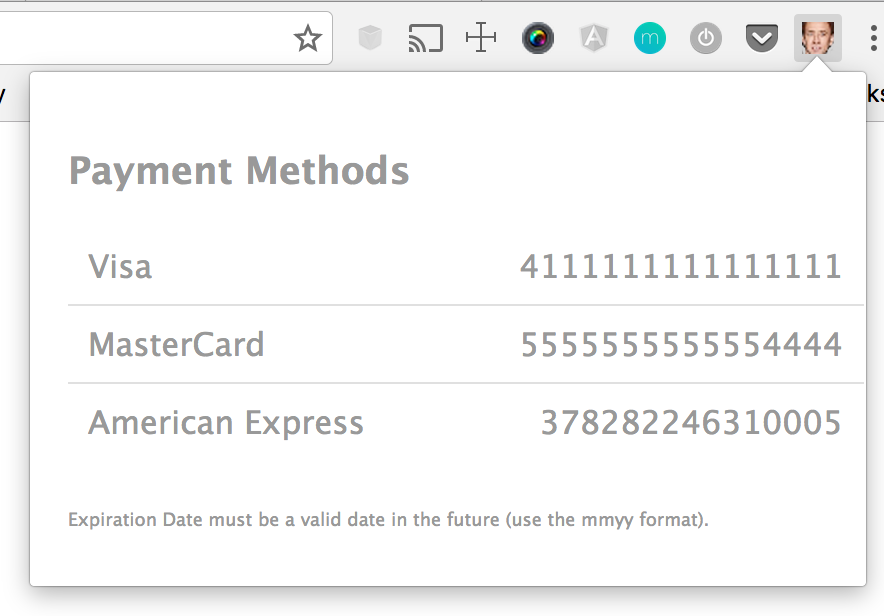 Payment Methods
Visa 4111111111111111
MasterCard 5555555555554444
American Express 378282246310005
Expiration Date must be a valid date in the future (use the mmyy format).